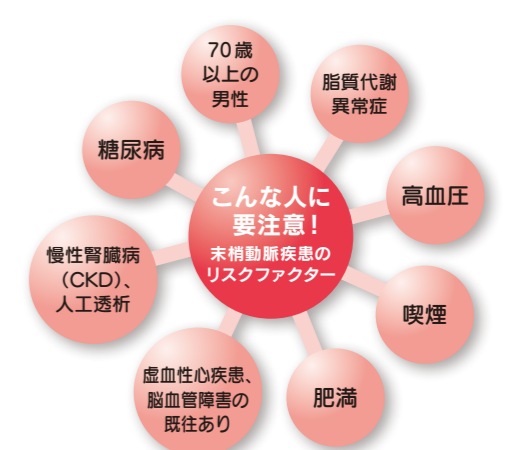 こんな人に
要注意！
末梢動脈疾患の
リスクファクター
70歳
以上の
男性
脂質代謝
異常症
高血圧
喫煙
肥満
虚血性心疾患、
脳血管障害の
既往あり
慢性腎臓病
（CKD）、
人工透析
糖尿病